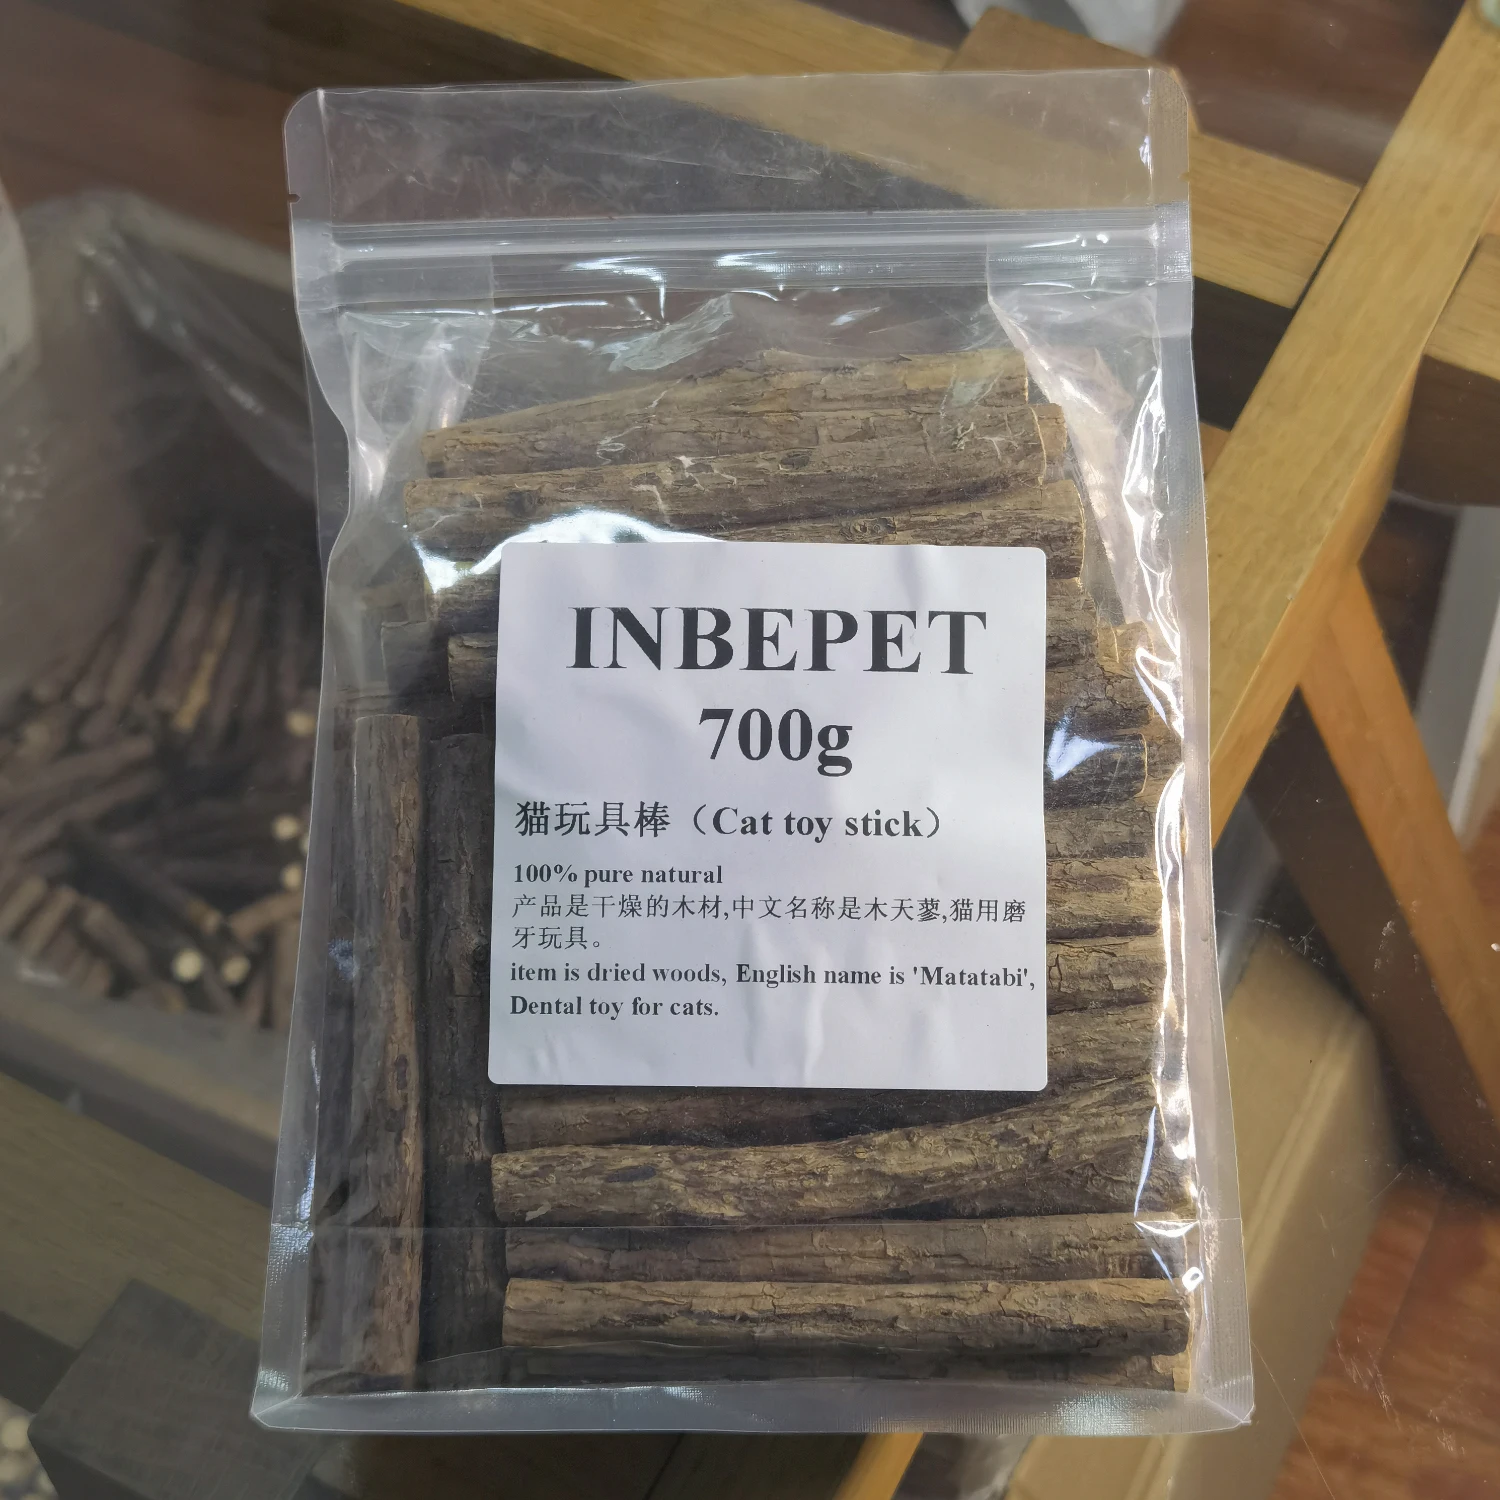 INBEPET
700g
猫玩具棒（Cat toy stick）
100% pure natural
产品是干燥的木材,中文名称是木天蓼,猫用磨
牙玩具。
item is dried woods, English name is 'Matatabi',
Dental toy for cats.